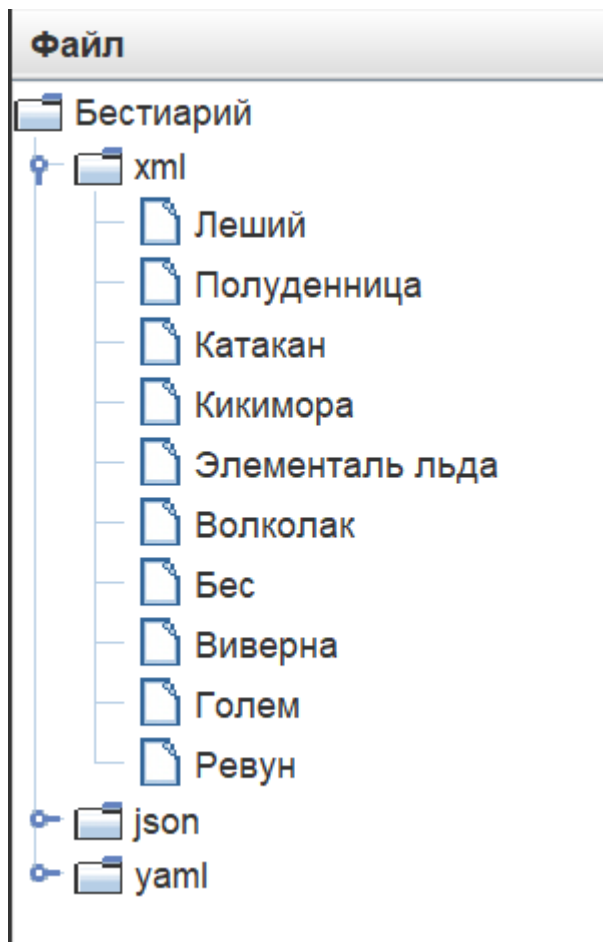 Файл
Бестиарий
xml
Леший
Полуденница
Катакан
Кикимора
Элементаль льда
Волколак
Бес
Виверна
Голем
Ревун
json
yaml